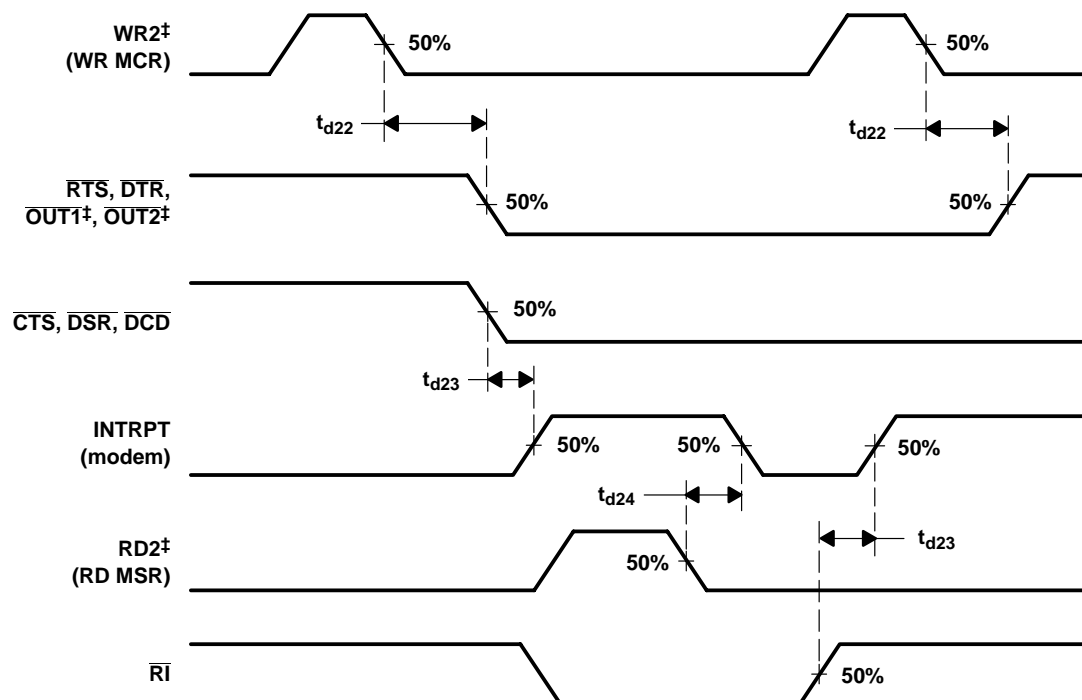 WR2‡
(WR MCR)
50%
50%
td22
td22
RTS, DTR,
OUT1‡, OUT2‡
50%
50%
CTS, DSR, DCD
50%
td23
INTRPT
(modem)
50%
50%
50%
td24
td23
RD2‡
(RD MSR)
50%
RI
50%